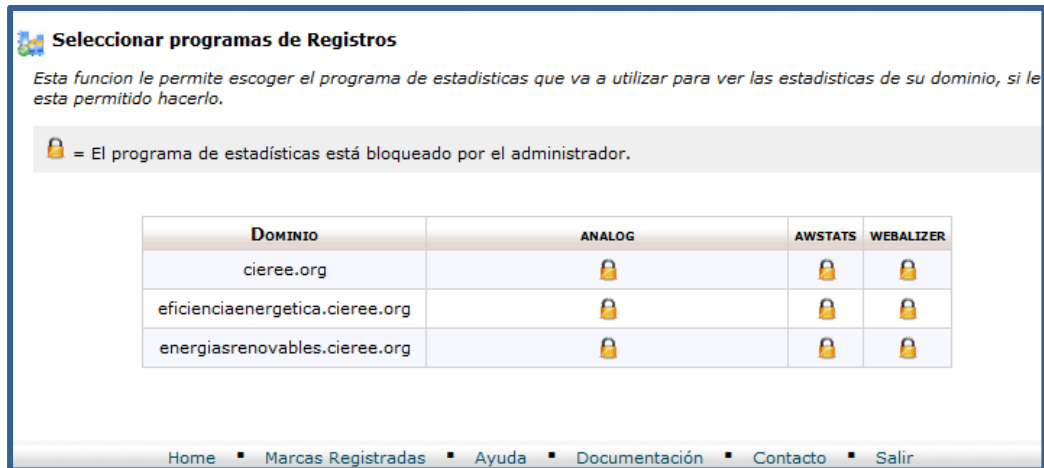 Seleccionar programas de Registros
Esta funcion le permite escoger el programa de estadisticas que va a utilizar para ver las estadisticas de su dominio, si le
esta permitido hacerlo.
= El programa de estadísticas está bloqueado por el administrador.
DOMINIO ANALOG AWSTATS WEBALIZER
cieree.org
eficienciaenergetica.cieree.org
energiasrenovables.cieree.org
Home ▪ Marcas Registradas ▪ Ayuda ▪ Documentación ▪ Contacto ▪ Salir